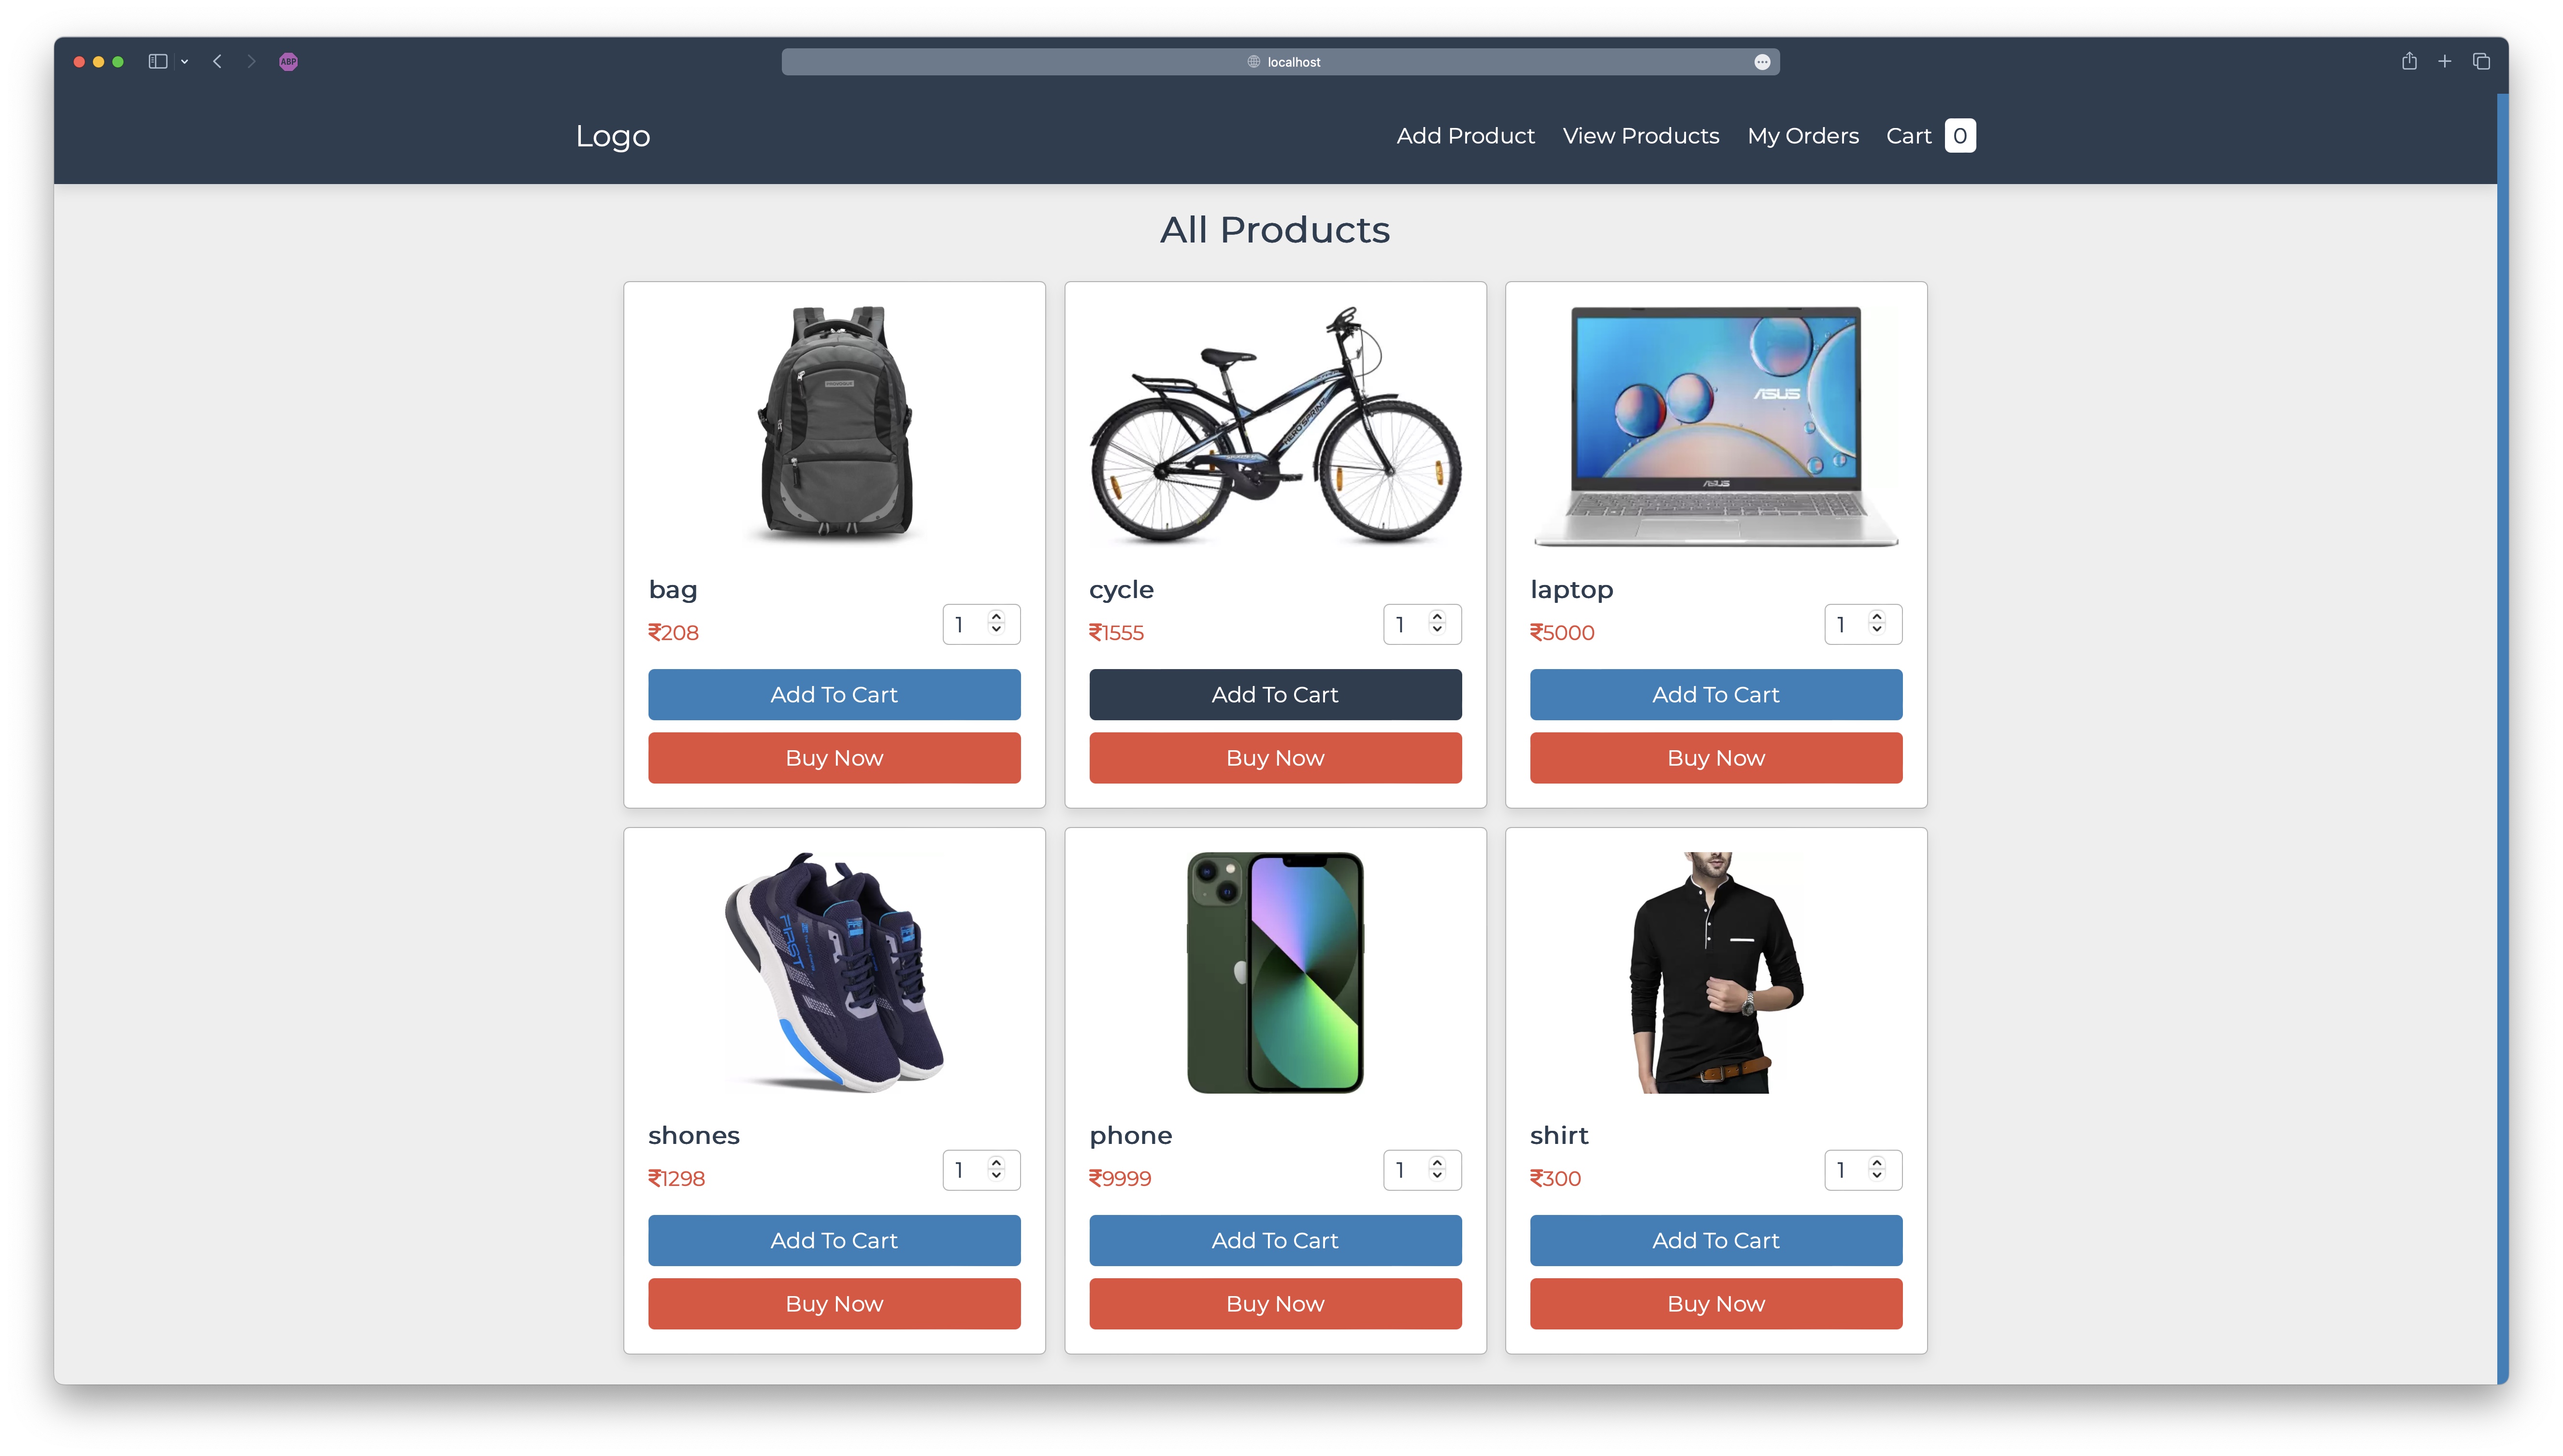 ABP
localhost
Logo
Add Product View Products My Orders Cart 0
All Products
ASUS
ASUS
bag
₹208
1
Add To Cart
Buy Now
cycle
₹1555
1
Add To Cart
Buy Now
laptop
₹5000
1
Add To Cart
Buy Now
FIRST
shones
₹1298
1
Add To Cart
Buy Now
phone
₹9999
1
Add To Cart
Buy Now
shirt
₹300
1
Add To Cart
Buy Now